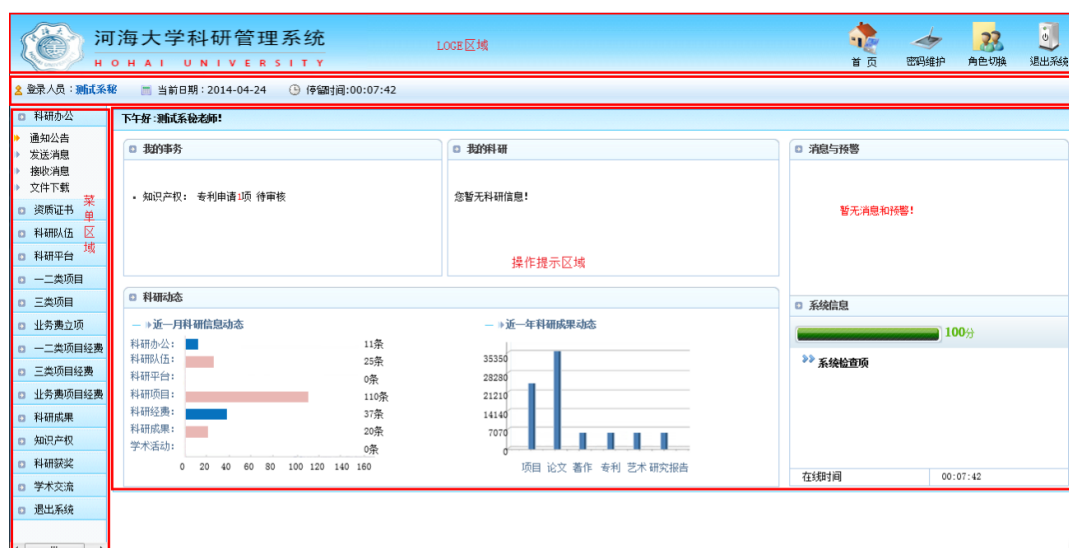 河海大学科研管理系统
HOHAI UNIVERSITY
LOGE区域
首 页
密码维护
角色切换
退出系统
登录人员：测试系秘 当前日期：2014-04-24 停留时间:00:07:42
科研办公
通知公告
发送消息
接收消息
文件下载
资质证书
科研队伍
科研平台
一二类项目
三类项目
业务费立项
一二类项目经费
三类项目经费
业务费项目经费
科研成果
知识产权
科研获奖
学术交流
退出系统
菜单区域
下午好:测试系秘老师!
我的事务
• 知识产权： 专利申请1项 待审核
我的科研
您暂无科研信息!
操作提示区域
消息与预警
暂无消息和预警!
科研动态
近一月科研信息动态
科研办公: 11条
科研队伍: 25条
科研平台: 0条
科研项目: 110条
科研经费: 37条
科研成果: 20条
学术活动: 0条
0 20 40 60 80 100 120 140 160
近一年科研成果动态
35350
28280
21210
14140
7070
0
项目 论文 著作 专利 艺术 研究报告
系统信息
100分
系统检查项
在线时间 00:07:42